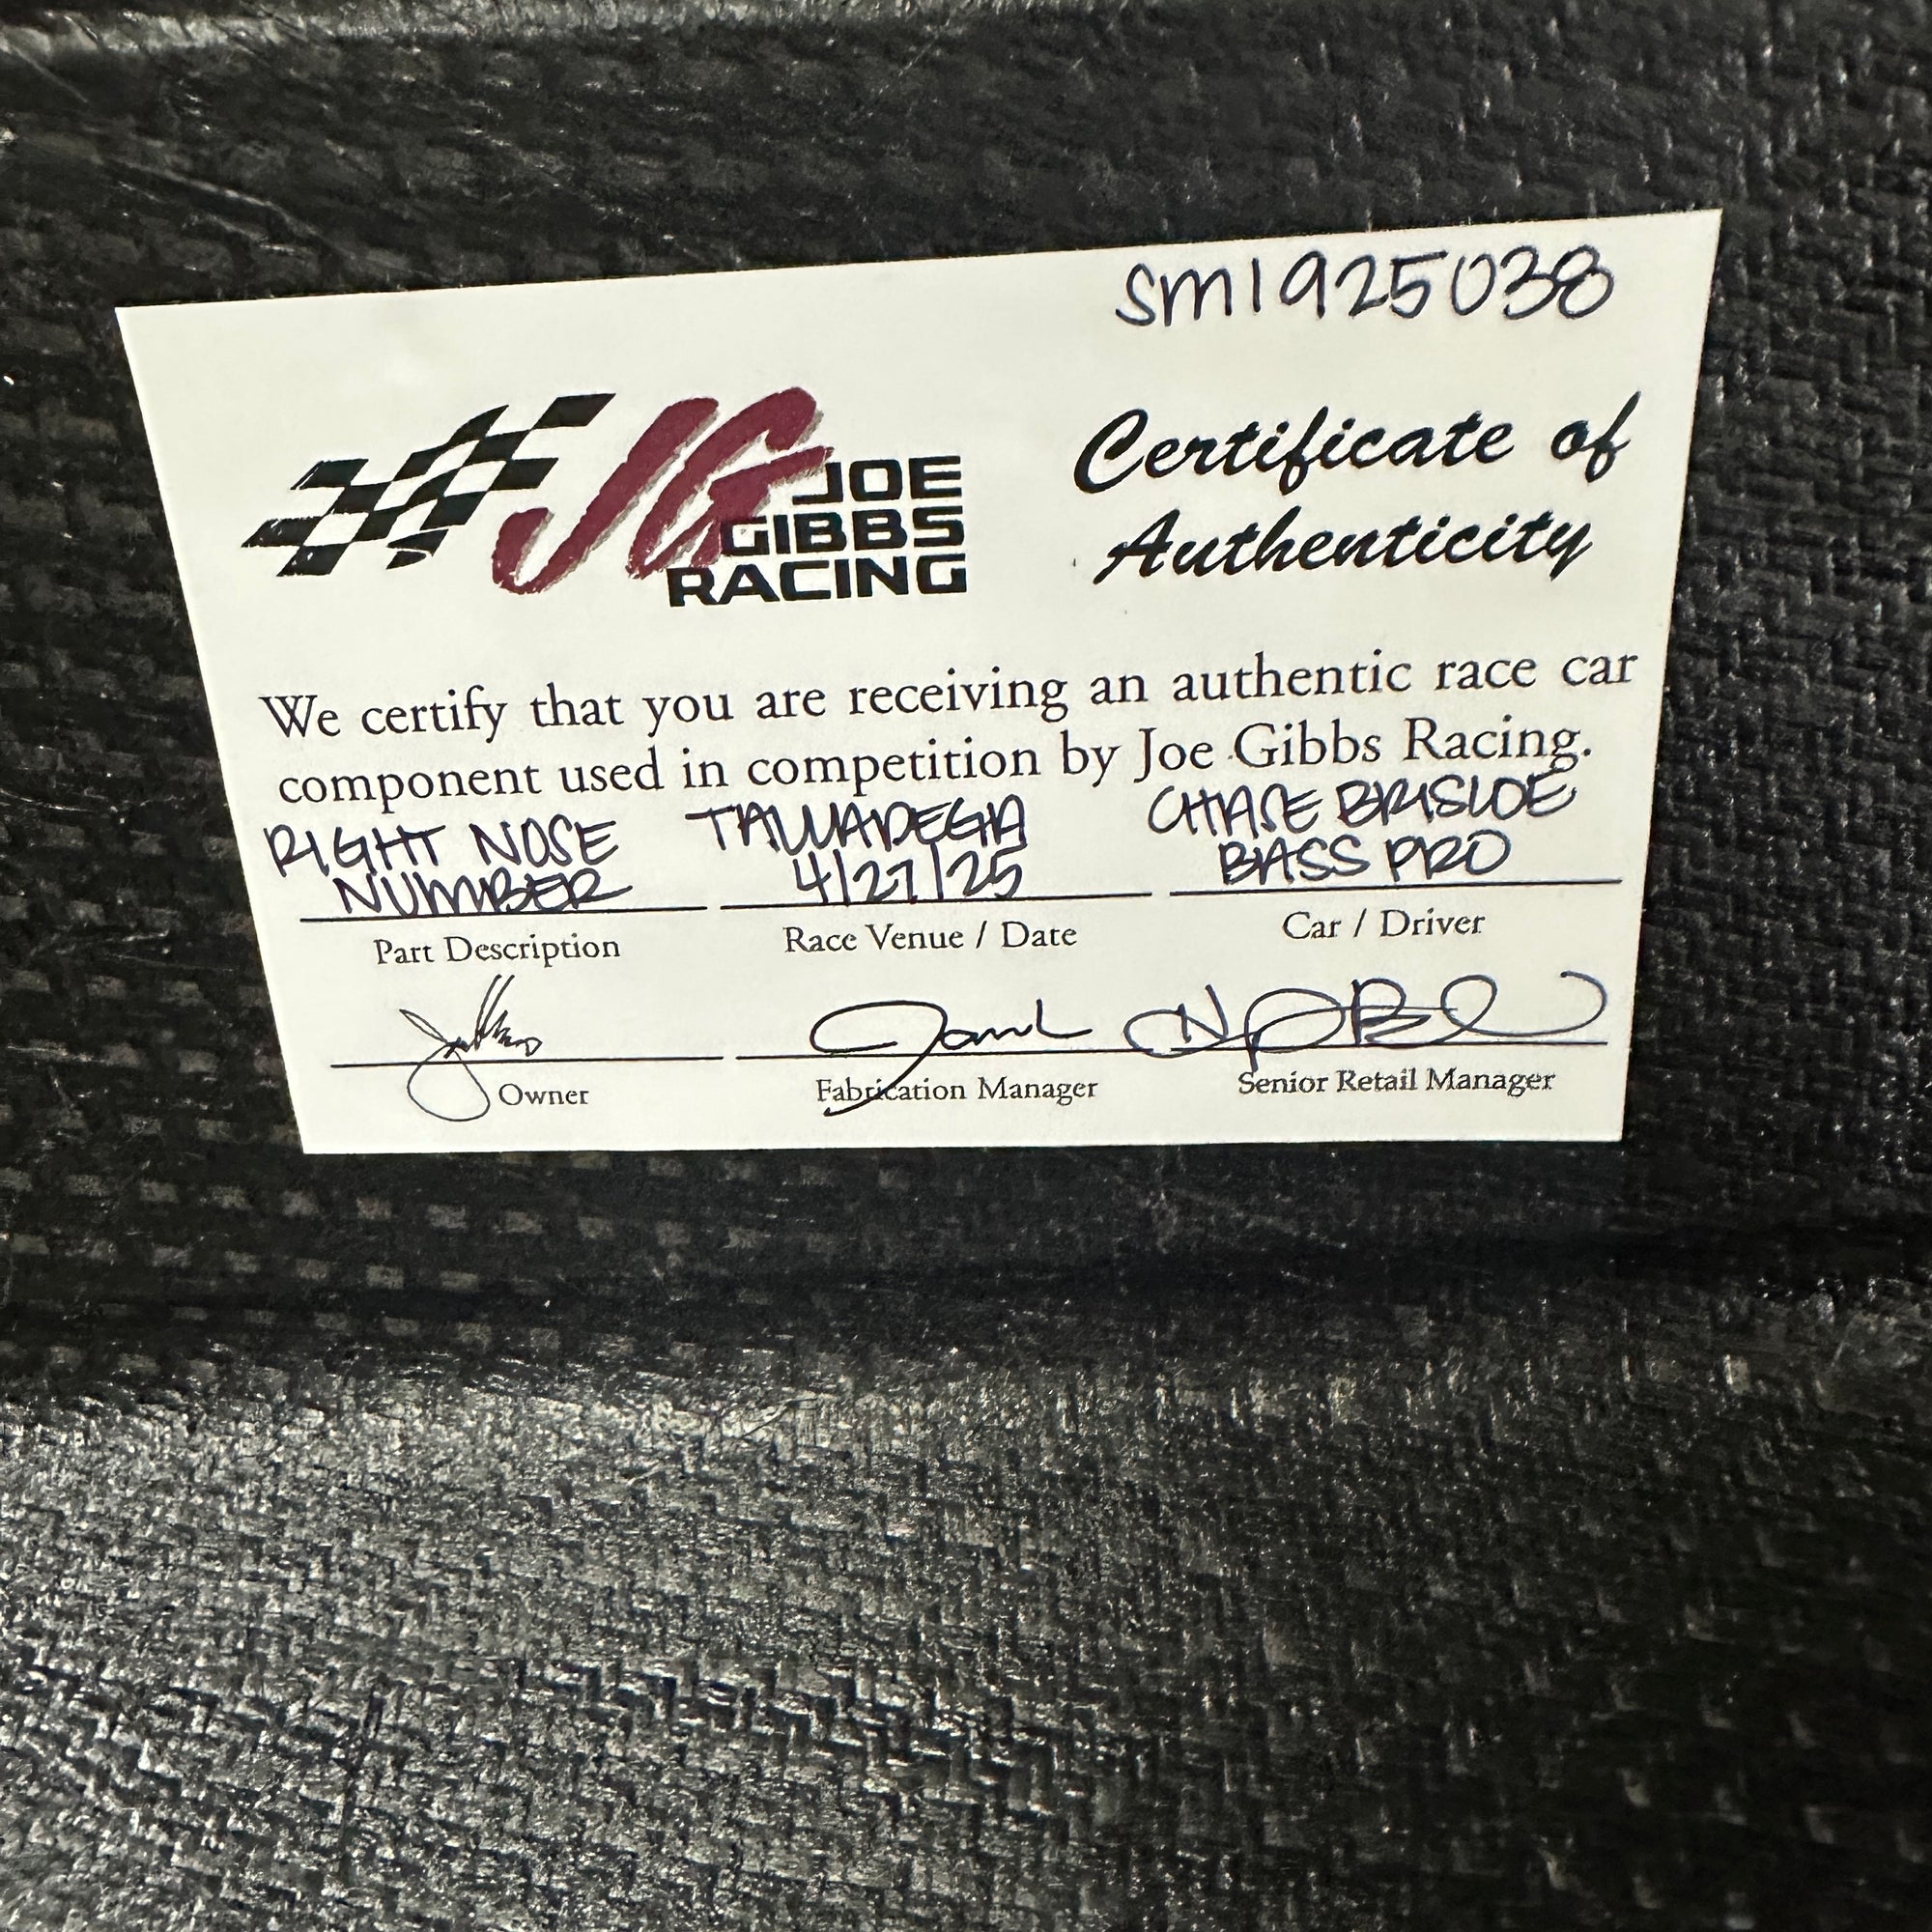 SM1925038
JG JOE
GIBBS
RACING
Certificate of
Authenticity
We certify that you are receiving an authentic race car
component used in competition by Joe Gibbs Racing.
RIGHT NOSE
NUMBER
TALLADEGA
4/27/25
CHASE BRISCOE
BASS PRO
Part Description
Race Venue / Date
Car / Driver
Owner
Fabrication Manager
Senior Retail Manager